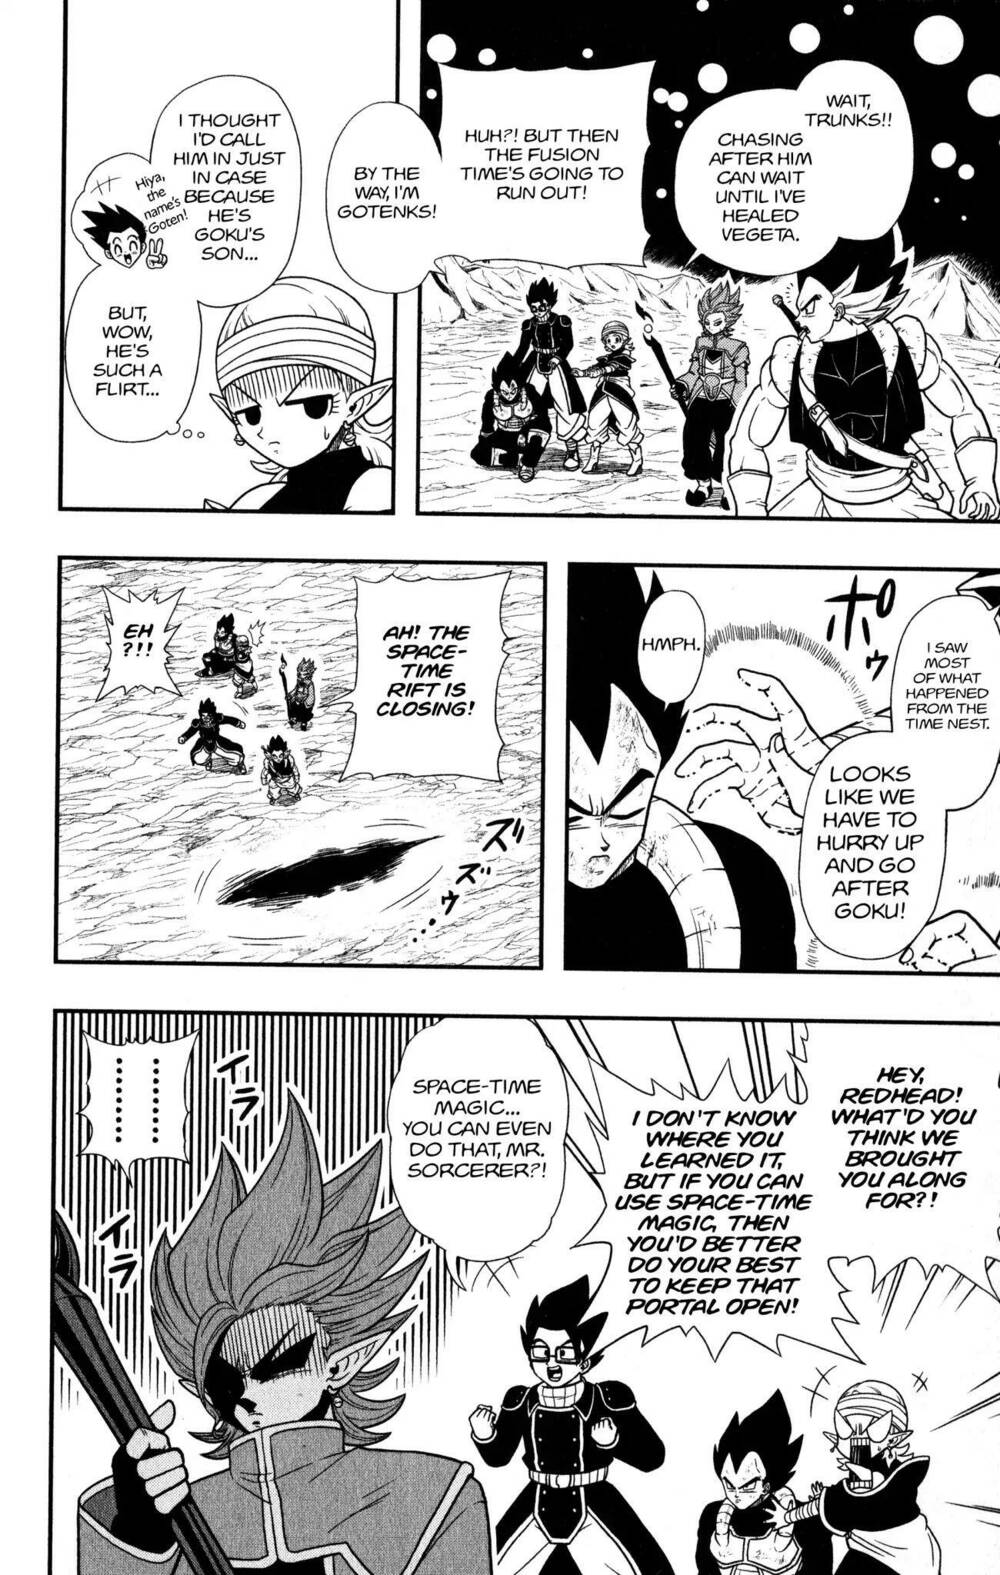 WAIT,
TRUNKS!!
CHASING
AFTER HIM
CAN WAIT
UNTIL I'VE
HEALED
VEGETA.
HUH?! BUT THEN
THE FUSION
TIME'S GOING TO
RUN OUT!
BY THE
WAY, I'M
GOTENKS!
I THOUGHT
I'D CALL
HIM IN JUST
IN CASE
BECAUSE
HE'S
GOKU'S
SON...
Hiya,
the
name's
Goten!
BUT,
WOW,
HE'S
SUCH A
FLIRT...
I SAW
MOST
OF WHAT
HAPPENED
FROM THE
TIME NEST.
LOOKS
LIKE WE
HAVE TO
HURRY UP
AND GO
AFTER
GOKU!
ポゥ
HMPH.
AH! THE
SPACE-
TIME
RIFT IS
CLOSING!
EH
?!!
ズズゥ...
HEY,
REDHEAD!
WHAT'D YOU
THINK WE
BROUGHT
YOU ALONG
FOR?!
I DON'T KNOW
WHERE YOU
LEARNED IT,
BUT IF YOU CAN
USE SPACE-TIME
MAGIC, THEN
YOU'D BETTER
DO YOUR BEST
TO KEEP THAT
PORTAL OPEN!
SPACE-TIME
MAGIC...
YOU CAN EVEN
DO THAT, MR.
SORCERER?!
イラ
イラ
………
………